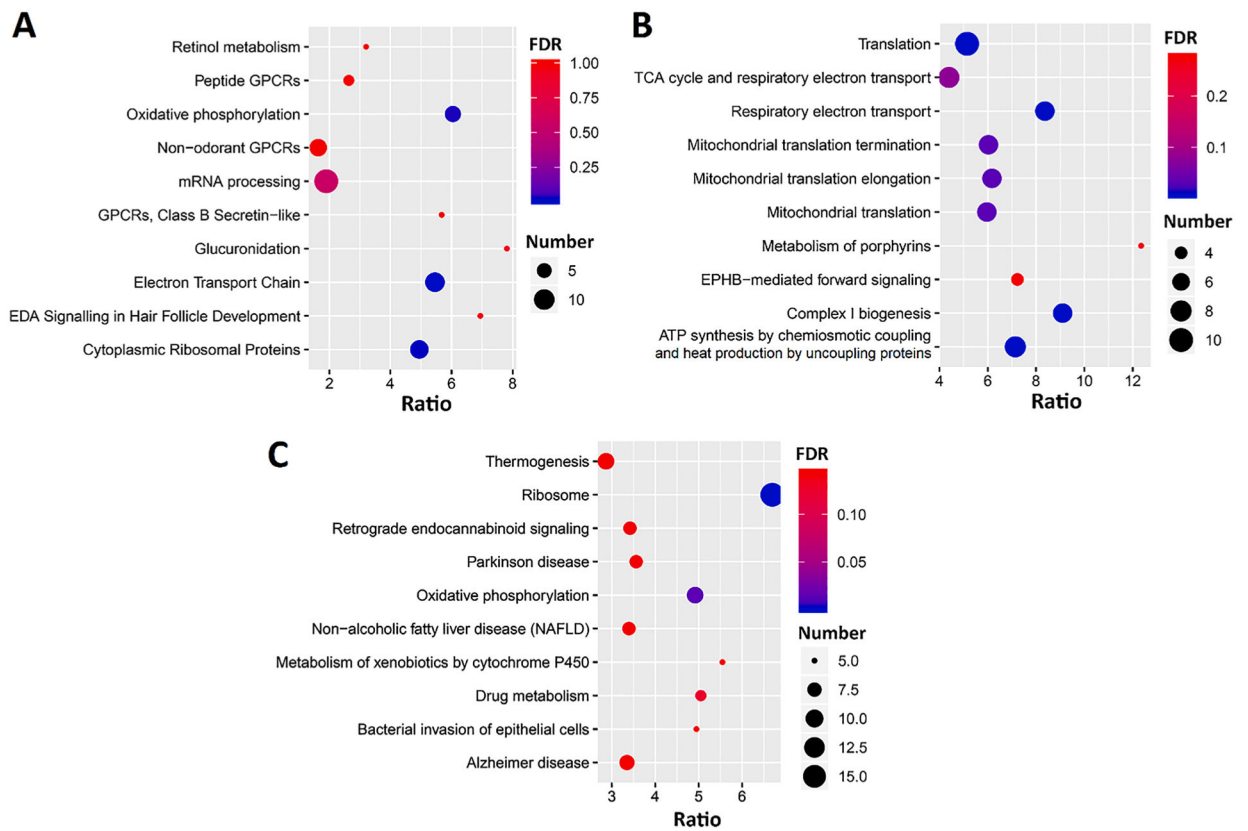 A
Retinol metabolism
Peptide GPCRs
Oxidative phosphorylation
Non-odorant GPCRs
mRNA processing
GPCRs, Class B Secretin-like
Glucuronidation
Electron Transport Chain
EDA Signalling in Hair Follicle Development
Cytoplasmic Ribosomal Proteins
2 4 6 8
Ratio
FDR
1.00
0.75
0.50
0.25
Number
5
10
B
Translation
TCA cycle and respiratory electron transport
Respiratory electron transport
Mitochondrial translation termination
Mitochondrial translation elongation
Mitochondrial translation
Metabolism of porphyrins
EPHB-mediated forward signaling
Complex I biogenesis
ATP synthesis by chemiosmotic coupling
and heat production by uncoupling proteins
4 6 8 10 12
Ratio
FDR
0.2
0.1
Number
4
6
8
10
C
Thermogenesis
Ribosome
Retrograde endocannabinoid signaling
Parkinson disease
Oxidative phosphorylation
Non-alcoholic fatty liver disease (NAFLD)
Metabolism of xenobiotics by cytochrome P450
Drug metabolism
Bacterial invasion of epithelial cells
Alzheimer disease
3 4 5 6
Ratio
FDR
0.10
0.05
Number
5.0
7.5
10.0
12.5
15.0